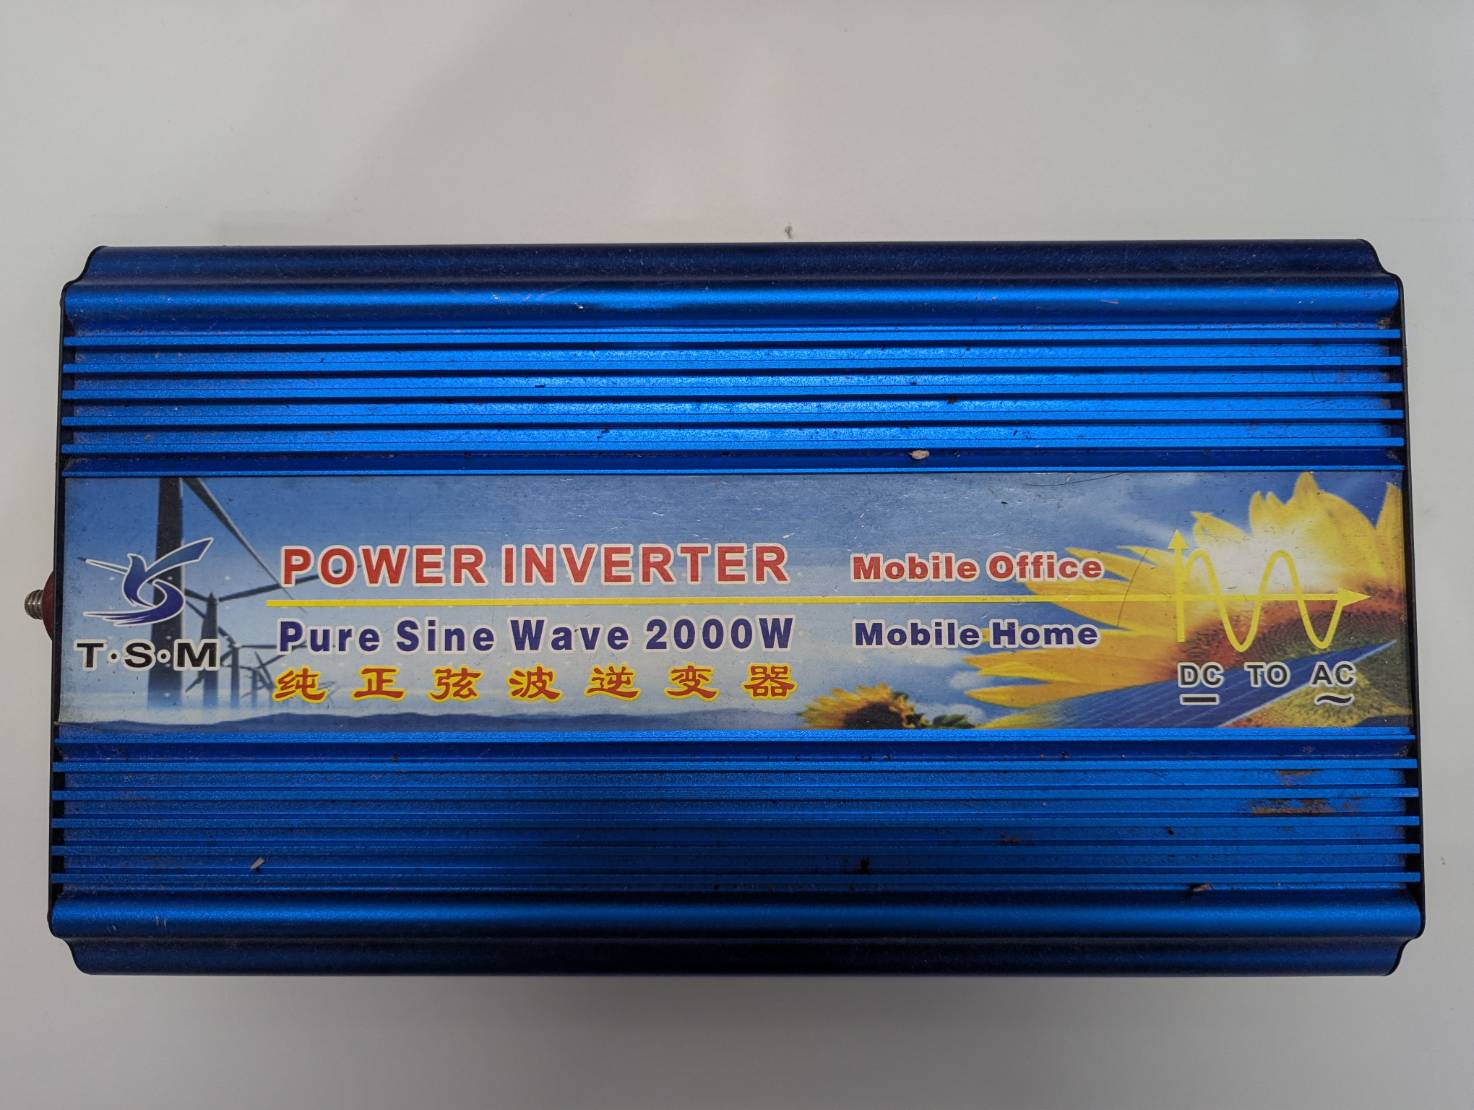 T·S·M
POWER INVERTER
Pure Sine Wave 2000W
纯正弦波逆变器
Mobile Office
Mobile Home
DC TO AC